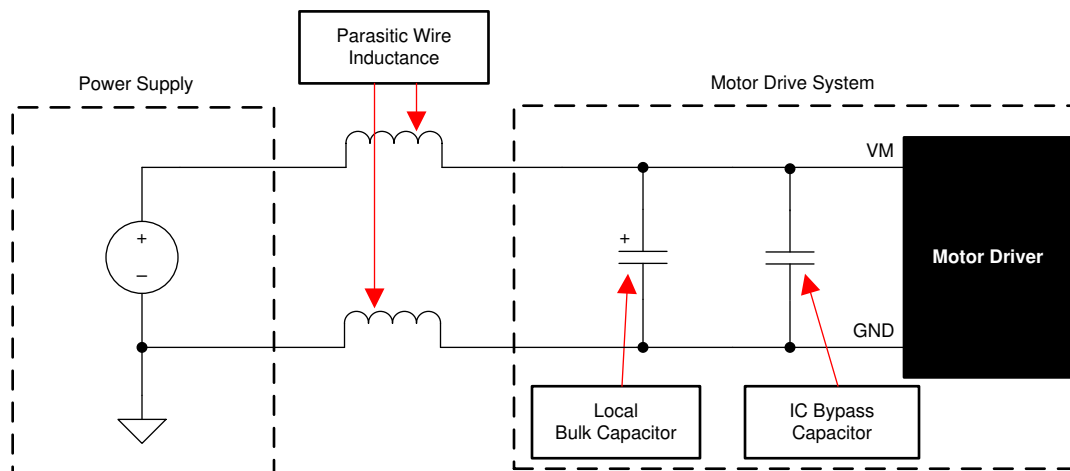 Parasitic Wire
Inductance
Power Supply
Motor Drive System
VM
+
–
+
Motor Driver
GND
Local
Bulk Capacitor
IC Bypass
Capacitor